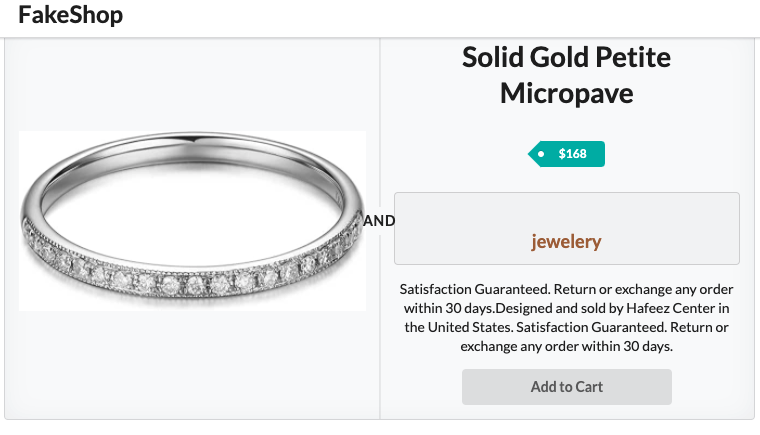 FakeShop
Solid Gold Petite
Micropave
$168
AND
jewelery
Satisfaction Guaranteed. Return or exchange any order
within 30 days.Designed and sold by Hafeez Center in
the United States. Satisfaction Guaranteed. Return or
exchange any order within 30 days.
Add to Cart